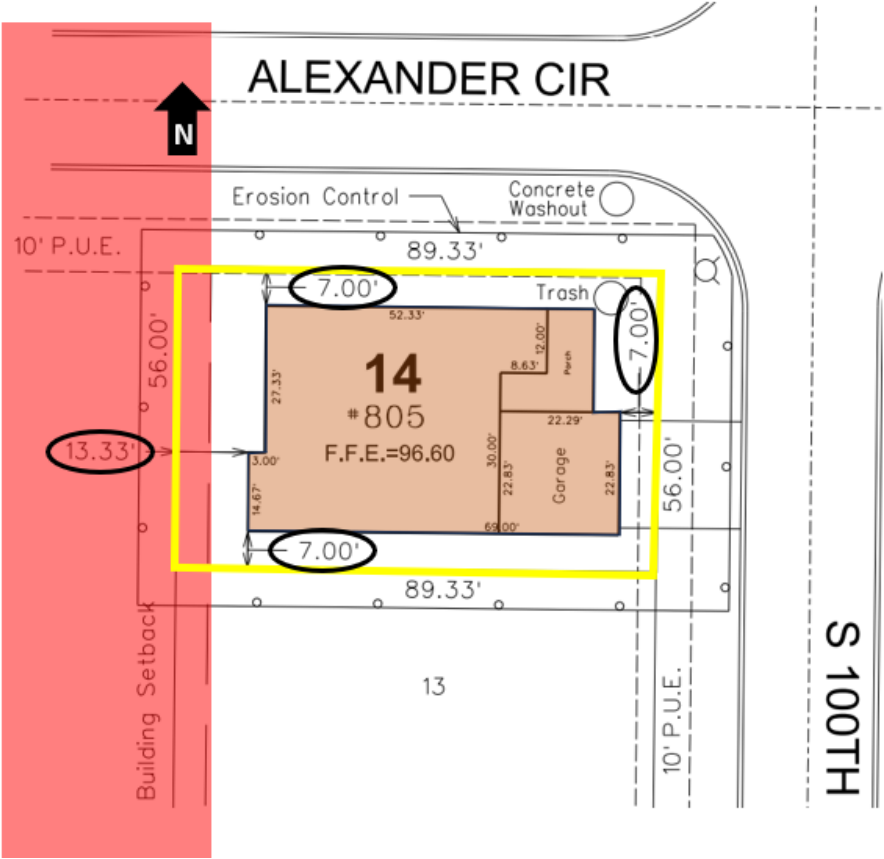 ALEXANDER CIR
N
Erosion Control
Concrete
Washout
10' P.U.E.
89.33'
7.00'
Trash
52.33'
7.00'
12.00'
Porch
56.00'
27.33'
14
8.63'
#805
22.29'
13.33'
3.00'
F.F.E.=96.60
30.00'
22.83'
Garage
22.83'
56.00'
14.67'
69.00'
7.00'
89.33'
Building Setback
13
10' P.U.E.
S 100TH